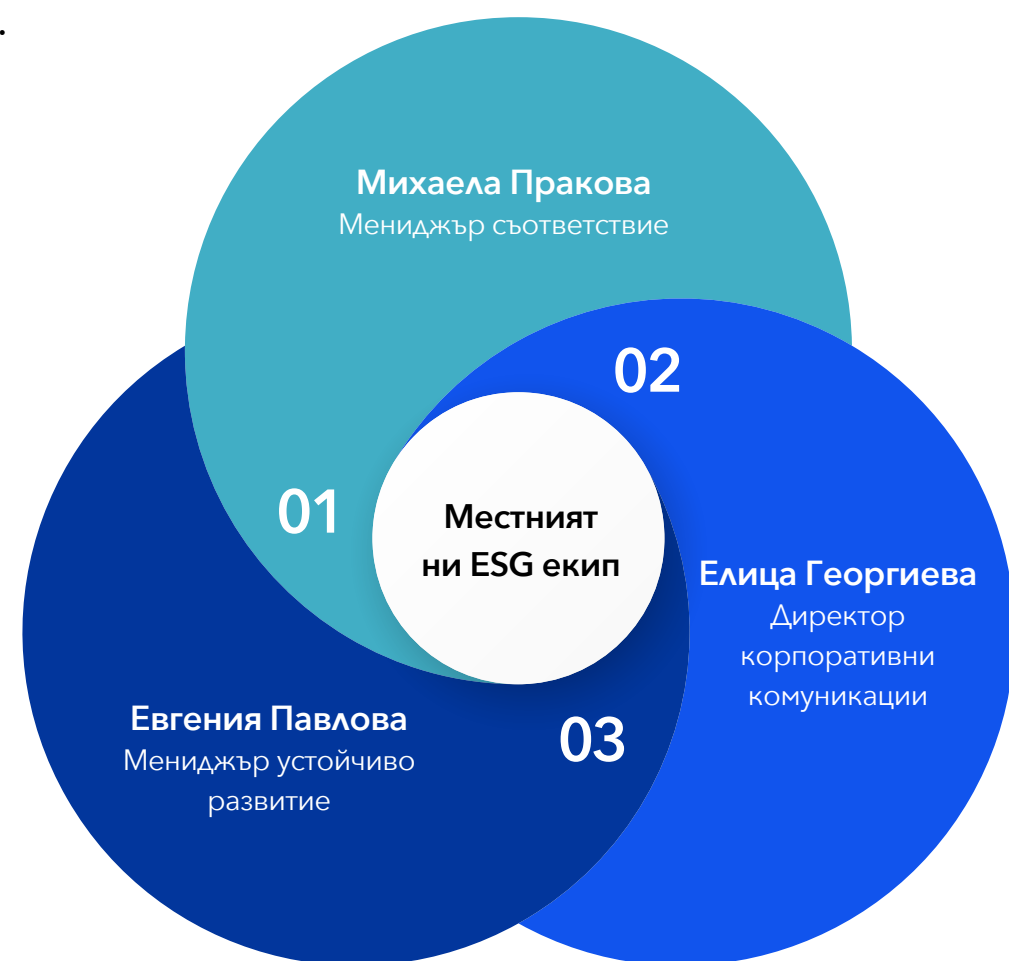 .
Михаела Пракова
Мениджър съответствие
02
01
Местният
ни ESG екип
Елица Георгиева
Директор
корпоративни
комуникации
Евгения Павлова
Мениджър устойчиво
развитие
03